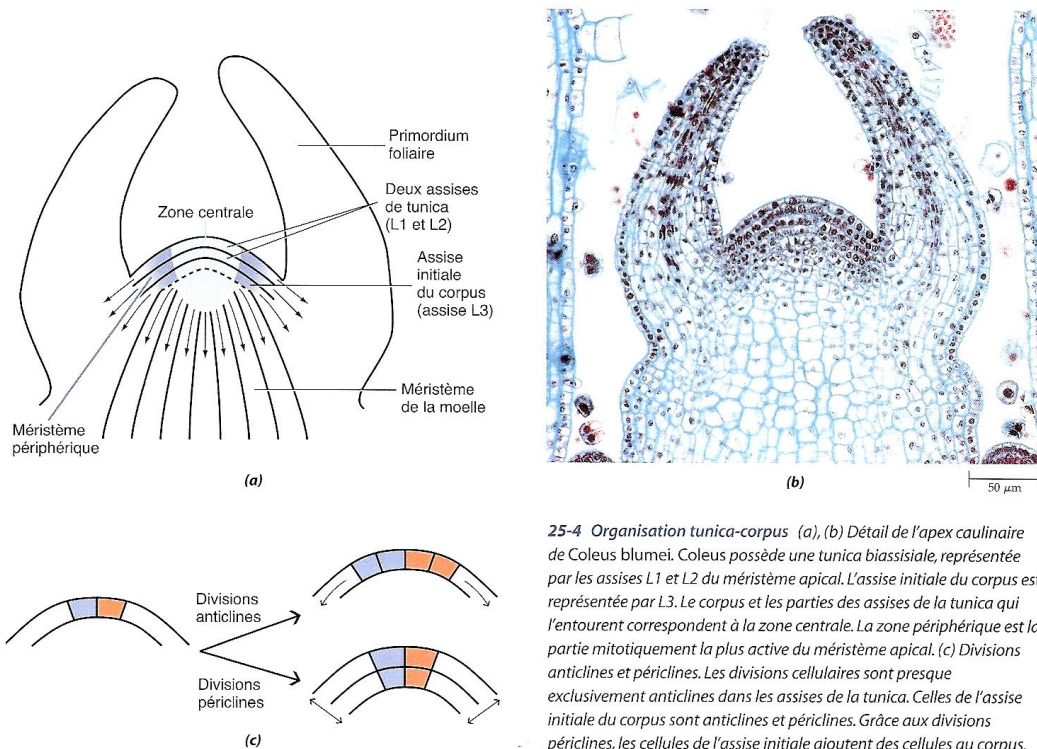 Primordium
foliaire
Deux assises
de tunica
(L1 et L2)
Zone centrale
Assise
initiale
du corpus
(assise L3)
Méristème
de la moelle
Méristème
périphérique
(a)
(b)
50 µm
Divisions
anticlines
Divisions
périclines
(c)
25-4 Organisation tunica-corpus (a), (b) Détail de l'apex caulinaire
de Coleus blumei. Coleus possède une tunica biassisiale, représentée
par les assises L1 et L2 du méristème apical. L'assise initiale du corpus est
représentée par L3. Le corpus et les parties des assises de la tunica qui
l'entourent correspondent à la zone centrale. La zone périphérique est la
partie mitotiquement la plus active du méristème apical. (c) Divisions
anticlines et périclines. Les divisions cellulaires sont presque
exclusivement anticlines dans les assises de la tunica. Celles de l'assise
initiale du corpus sont anticlines et périclines. Grâce aux divisions
périclines, les cellules de l'assise initiale ajoutent des cellules au corpus.